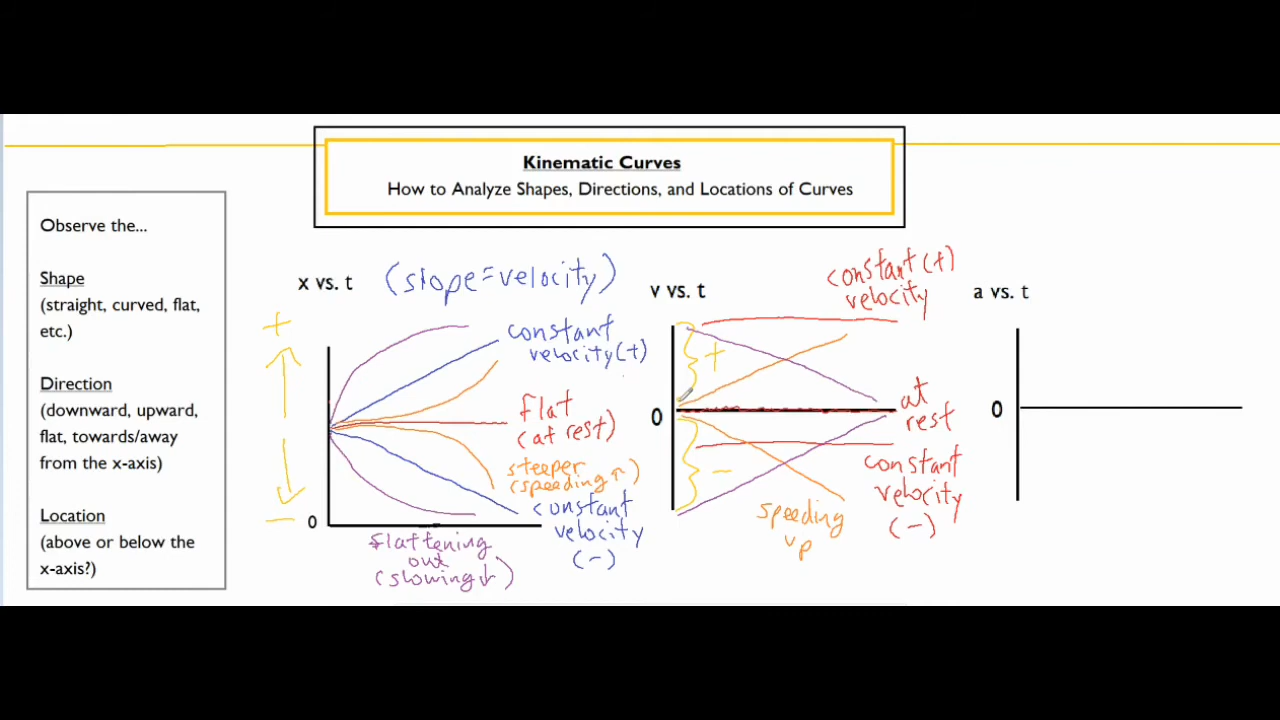 Kinematic Curves
How to Analyze Shapes, Directions, and Locations of Curves
Observe the...
Shape
(straight, curved, flat,
etc.)
Direction
(downward, upward,
flat, towards/away
from the x-axis)
Location
(above or below the
x-axis?)
x vs. t
(slope=velocity)
+
−
0
constant
velocity(+)
flat
(at rest)
steeper
(speeding↑)
constant
velocity
(−)
flattening
out
(slowing↓)
v vs. t
constant(+)
velocity
+
0
−
at
rest
constant
velocity
(−)
speeding
up
a vs. t
0